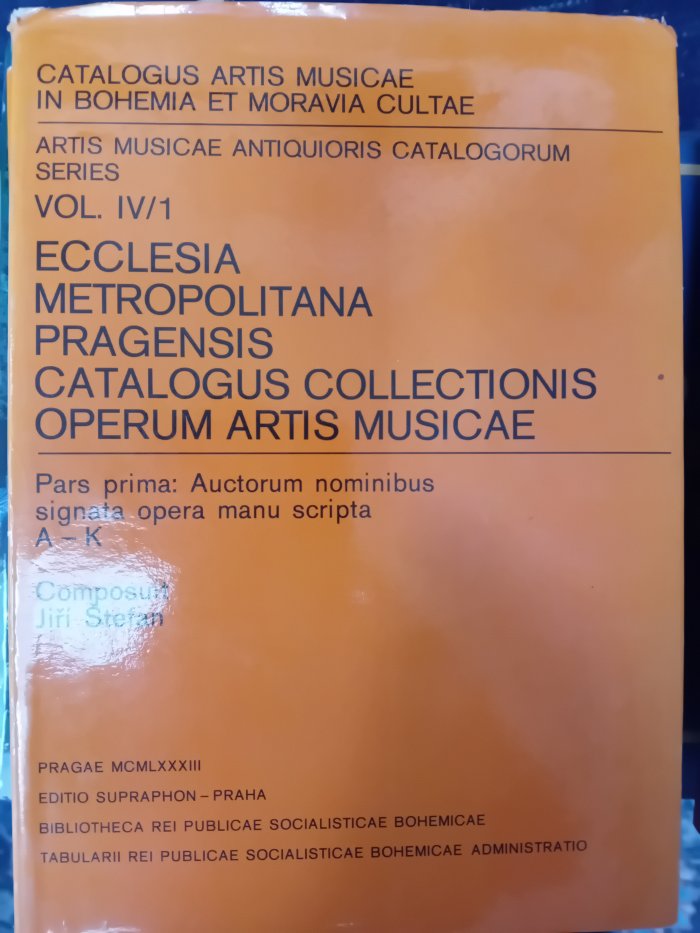 CATALOGUS ARTIS MUSICAE
IN BOHEMIA ET MORAVIA CULTAE
ARTIS MUSICAE ANTIQUIORIS CATALOGORUM
SERIES
VOL. IV/1
ECCLESIA
METROPOLITANA
PRAGENSIS
CATALOGUS COLLECTIONIS
OPERUM ARTIS MUSICAE
Pars prima: Auctorum nominibus
signata opera manu scripta
A – K
Composuit
Jiří Štefan
PRAGAE MCMLXXXIII
EDITIO SUPRAPHON – PRAHA
BIBLIOTHECA REI PUBLICAE SOCIALISTICAE BOHEMICAE
TABULARII REI PUBLICAE SOCIALISTICAE BOHEMICAE ADMINISTRATIO